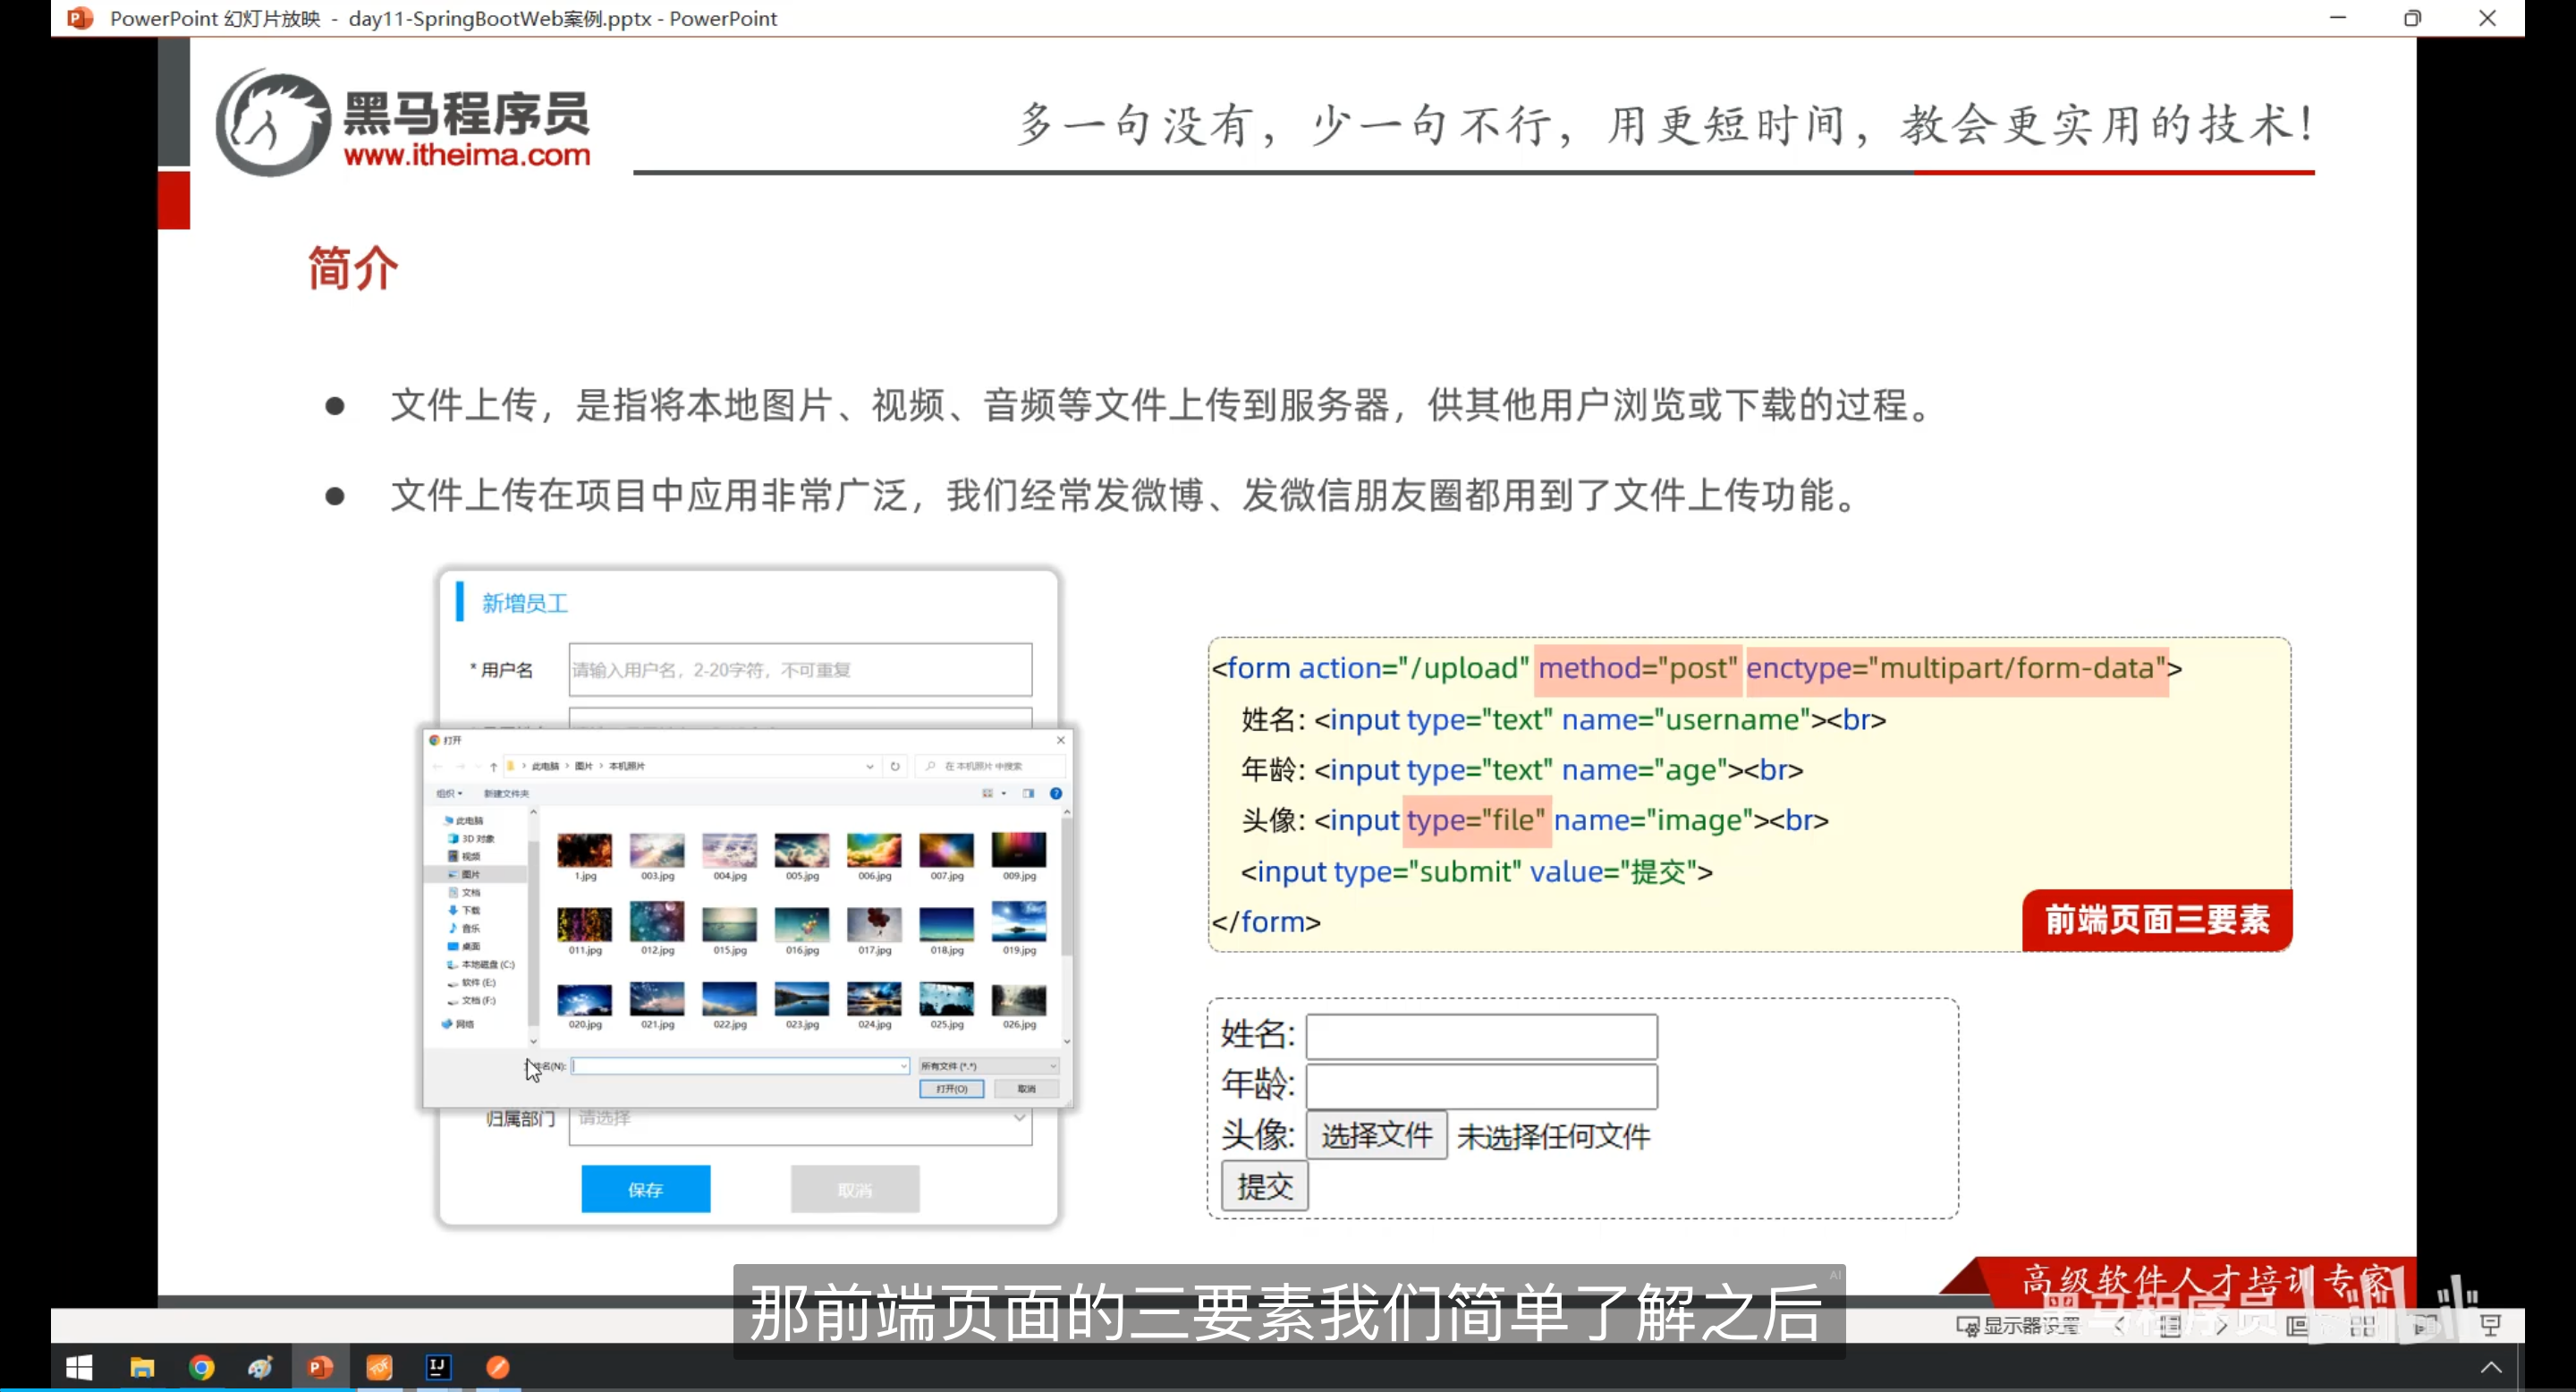 PowerPoint 幻灯片放映 - day11-SpringBootWeb案例.pptx - PowerPoint
黑马程序员
www.itheima.com
多一句没有，少一句不行，用更短时间，教会更实用的技术！
简介
● 文件上传，是指将本地图片、视频、音频等文件上传到服务器，供其他用户浏览或下载的过程。
● 文件上传在项目中应用非常广泛，我们经常发微博、发微信朋友圈都用到了文件上传功能。
新增员工
* 用户名
请输入用户名，2-20字符，不可重复
打开
此电脑 › 图片 › 本机照片
在 本机照片 中搜索
组织 新建文件夹
此电脑
3D 对象
视频
图片
文档
下载
音乐
桌面
本地磁盘 (C:)
软件 (E:)
文档 (F:)
网络
1.jpg 003.jpg 004.jpg 005.jpg 006.jpg 007.jpg 009.jpg
011.jpg 012.jpg 015.jpg 016.jpg 017.jpg 018.jpg 019.jpg
020.jpg 021.jpg 022.jpg 023.jpg 024.jpg 025.jpg 026.jpg
件名(N):
所有文件 (*.*)
打开(O) 取消
归属部门 请选择
保存 取消
<form action="/upload" method="post" enctype="multipart/form-data">
姓名: <input type="text" name="username"><br>
年龄: <input type="text" name="age"><br>
头像: <input type="file" name="image"><br>
<input type="submit" value="提交">
</form>
前端页面三要素
姓名:
年龄:
头像: 选择文件 未选择任何文件
提交
高级软件人才培训专家
黑马程序员
那前端页面的三要素我们简单了解之后
AI
显示器设置